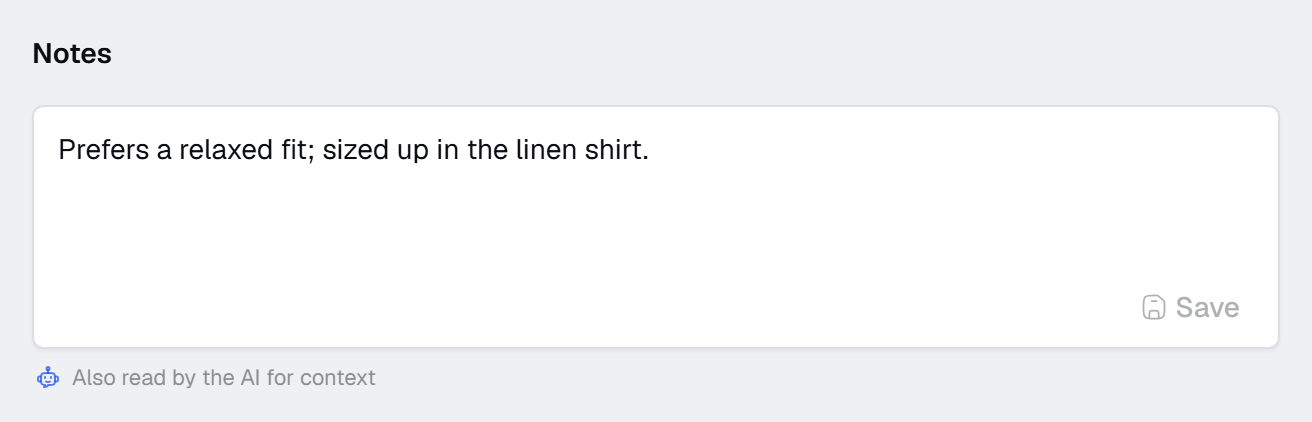 Notes
Prefers a relaxed fit; sized up in the linen shirt.
Save
Also read by the AI for context